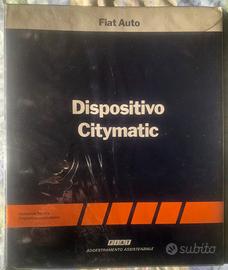 Fiat Auto
Dispositivo
Citymatic
FIAT
ADDESTRAMENTO ASSISTENZIALE
subito